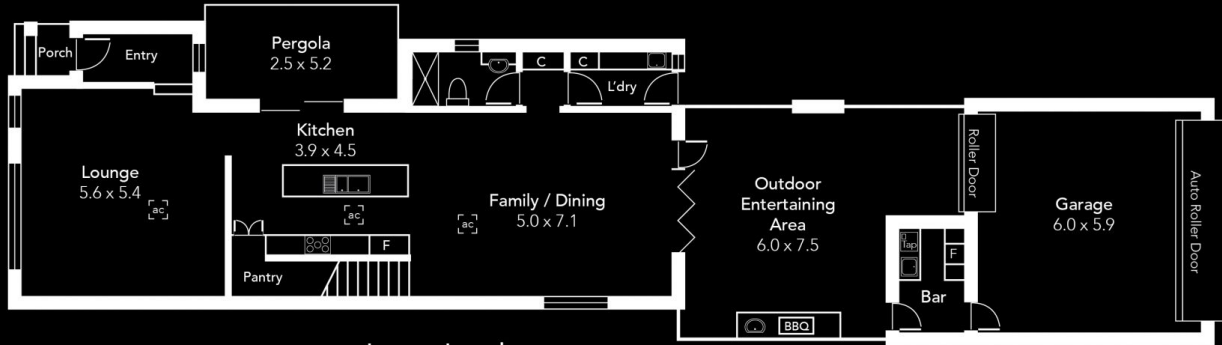 Porch
Entry
Pergola
2.5 x 5.2
C
C
L'dry
Kitchen
3.9 x 4.5
Lounge
5.6 x 5.4
ac
ac
ac
Family / Dining
5.0 x 7.1
F
Pantry
Outdoor
Entertaining
Area
6.0 x 7.5
BBQ
Roller Door
Tap
F
Bar
Garage
6.0 x 5.9
Auto Roller Door